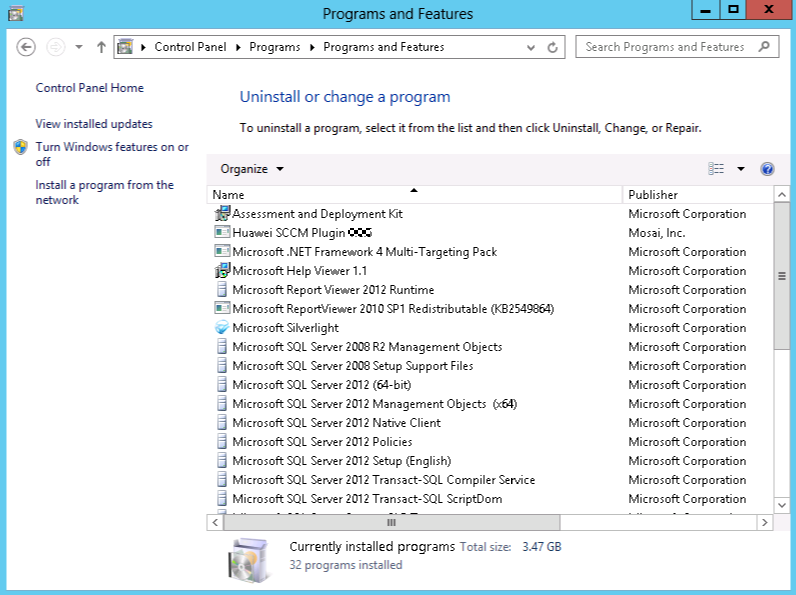 Programs and Features
Control Panel Programs Programs and Features
Search Programs and Features
Control Panel Home
View installed updates
Turn Windows features on or
off
Install a program from the
network
Uninstall or change a program
To uninstall a program, select it from the list and then click Uninstall, Change, or Repair.
Organize
Name Publisher
Assessment and Deployment Kit Microsoft Corporation
Huawei SCCM Plugin Mosai, Inc.
Microsoft .NET Framework 4 Multi-Targeting Pack Microsoft Corporation
Microsoft Help Viewer 1.1 Microsoft Corporation
Microsoft Report Viewer 2012 Runtime Microsoft Corporation
Microsoft ReportViewer 2010 SP1 Redistributable (KB2549864) Microsoft Corporation
Microsoft Silverlight Microsoft Corporation
Microsoft SQL Server 2008 R2 Management Objects Microsoft Corporation
Microsoft SQL Server 2008 Setup Support Files Microsoft Corporation
Microsoft SQL Server 2012 (64-bit) Microsoft Corporation
Microsoft SQL Server 2012 Management Objects (x64) Microsoft Corporation
Microsoft SQL Server 2012 Native Client Microsoft Corporation
Microsoft SQL Server 2012 Policies Microsoft Corporation
Microsoft SQL Server 2012 Setup (English) Microsoft Corporation
Microsoft SQL Server 2012 Transact-SQL Compiler Service Microsoft Corporation
Microsoft SQL Server 2012 Transact-SQL ScriptDom Microsoft Corporation
Currently installed programs Total size: 3.47 GB
32 programs installed